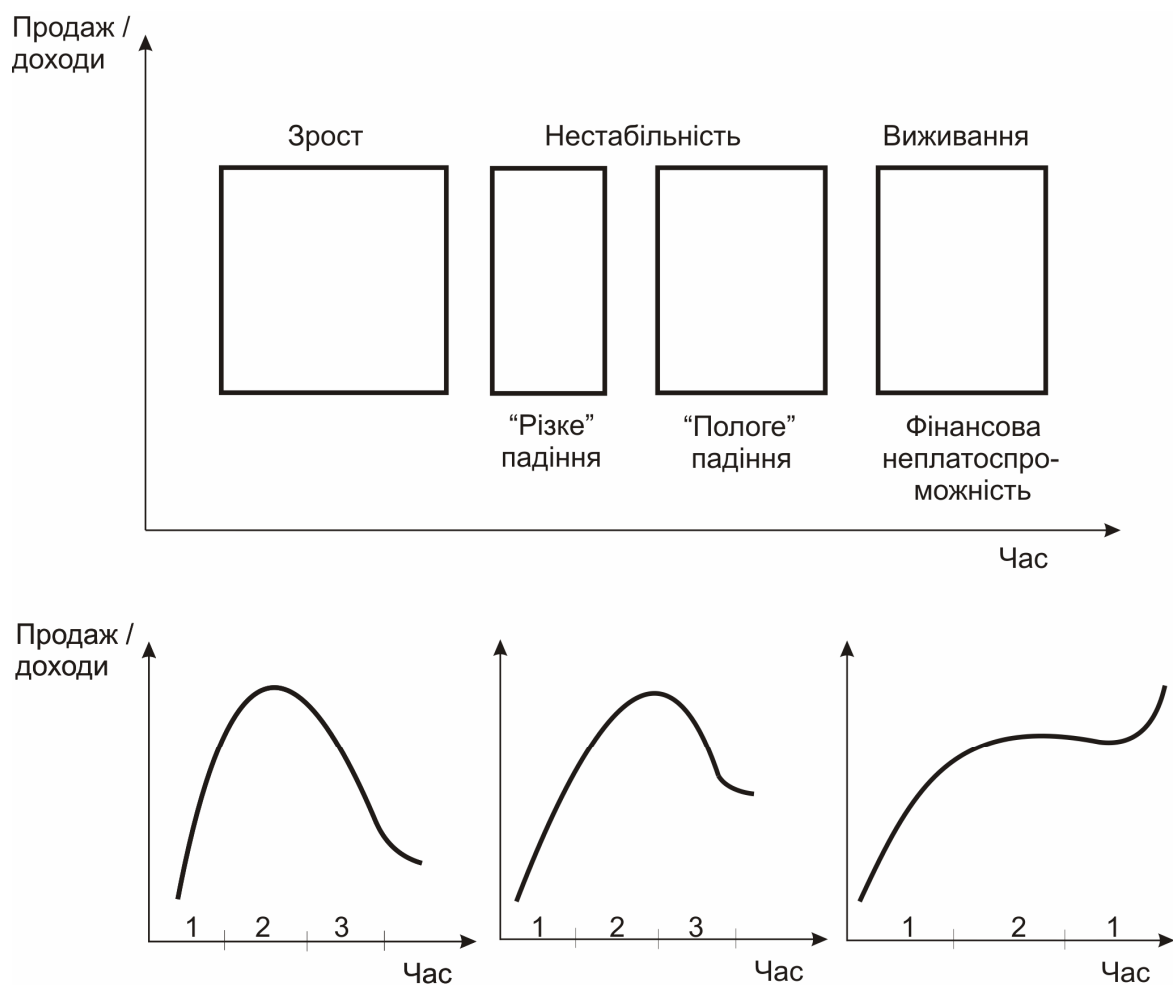 Продаж /
доходи
Зрост
Нестабільність
Виживання
“Різке”
падіння
“Пологе”
падіння
Фінансова
неплатоспро-
можність
Час
Продаж /
доходи
1 2 3
Час
1 2 3
Час
1 2 1
Час